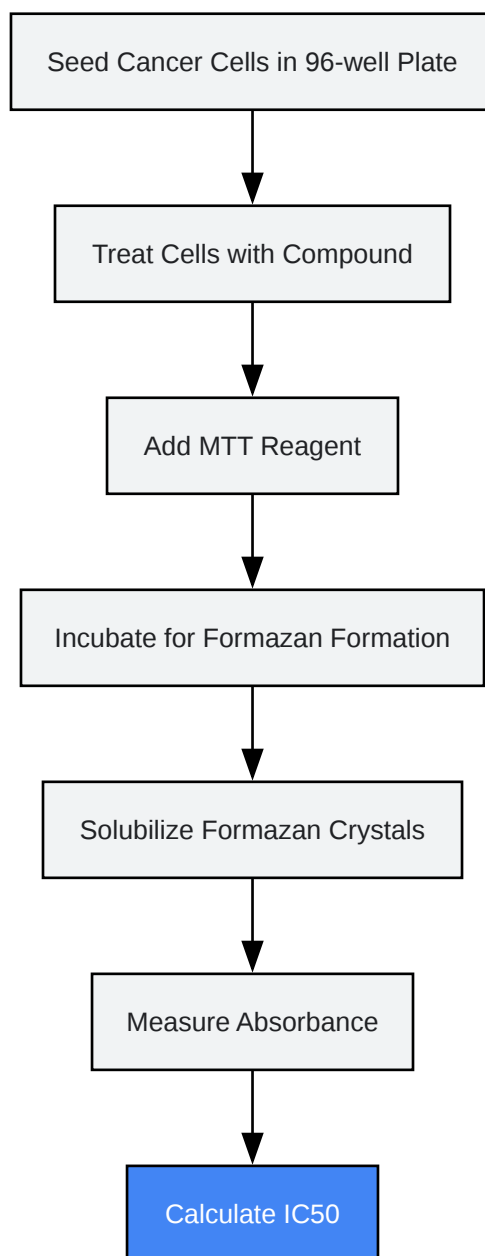 Seed Cancer Cells in 96-well Plate
Treat Cells with Compound
Add MTT Reagent
Incubate for Formazan Formation
Solubilize Formazan Crystals
Measure Absorbance
Calculate IC50